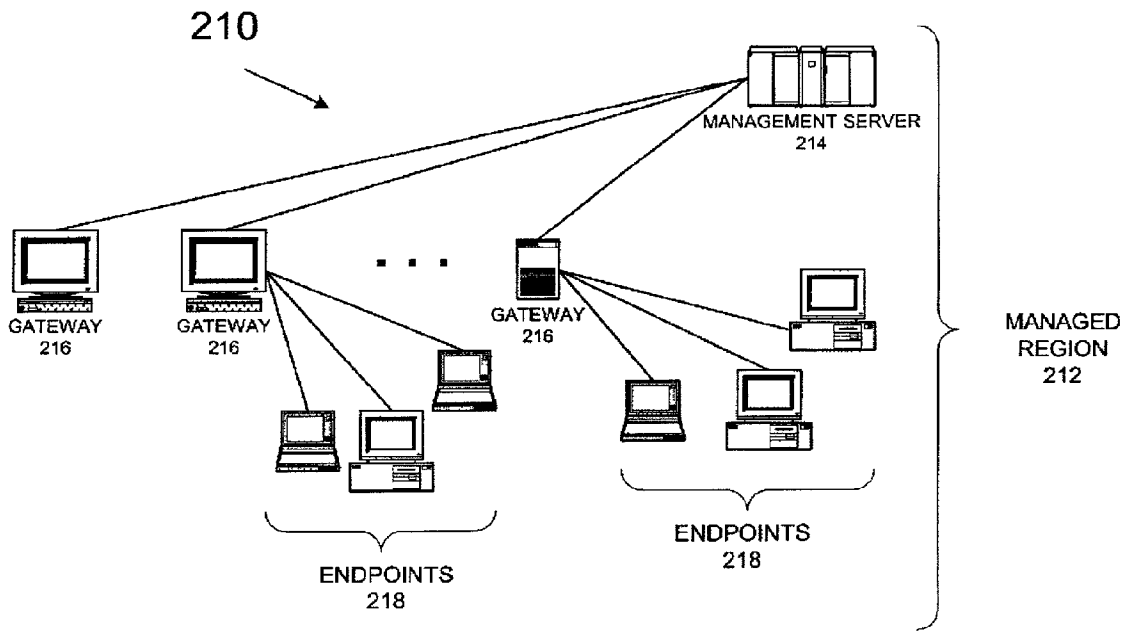 210
MANAGEMENT SERVER
214
GATEWAY
216
GATEWAY
216
GATEWAY
216
MANAGED
REGION
212
ENDPOINTS
218
ENDPOINTS
218